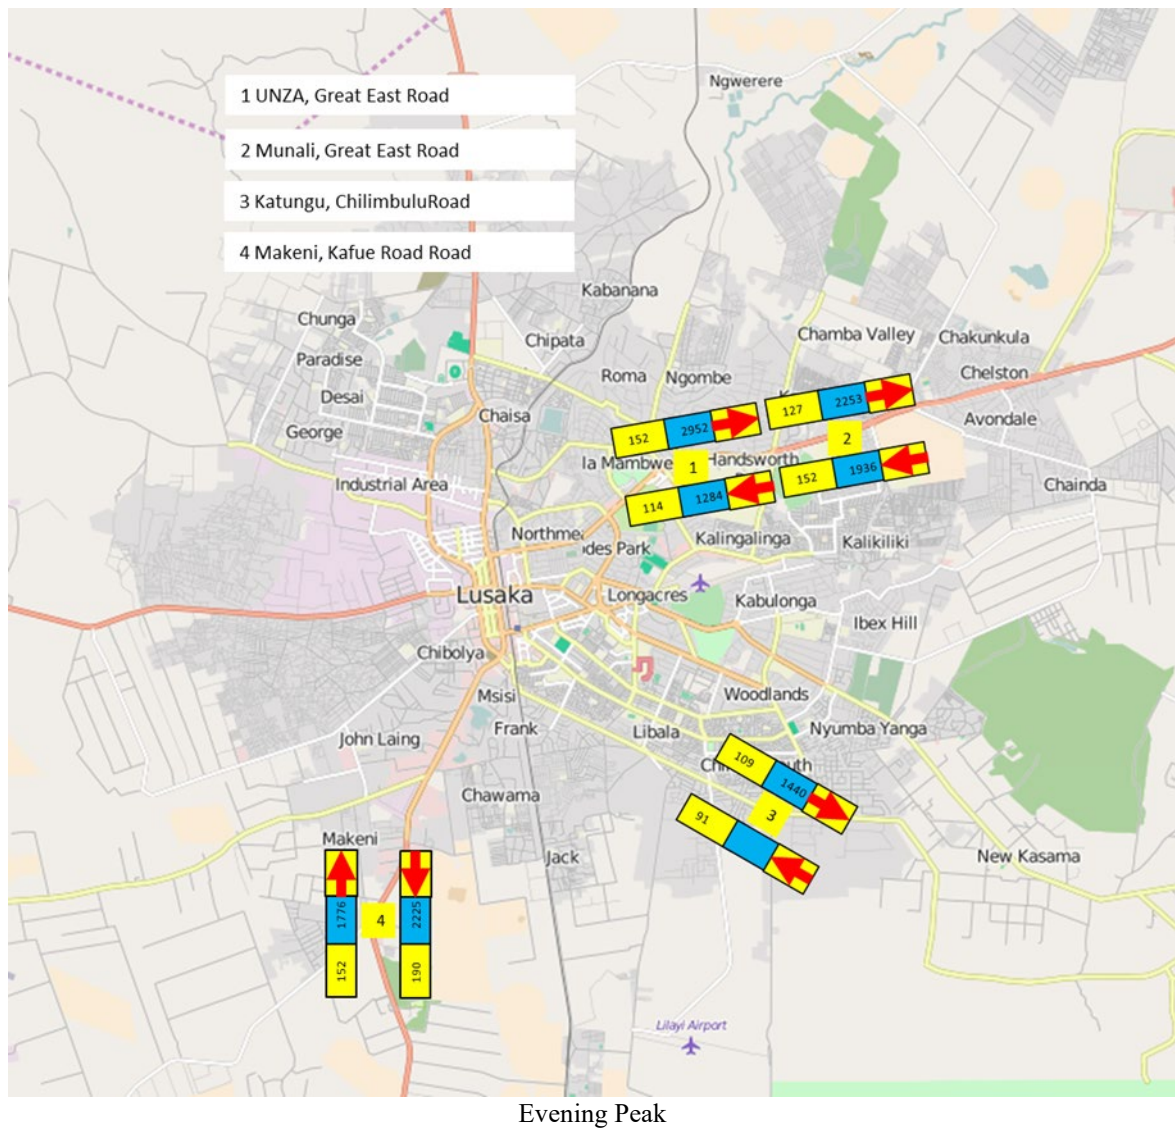 Ngwerere
1 UNZA, Great East Road
2 Munali, Great East Road
3 Katungu, ChilimbuluRoad
4 Makeni, Kafue Road Road
Kabanana
Chunga
Chipata
Chamba Valley
Chakunkula
Paradise
Roma
Ngombe
Chelston
Desai
127
2253
Chaisa
152
2952
Avondale
George
2
la Mambwe
1
Handsworth
152
1936
Industrial Area
114
1284
Chainda
Northme
Kalingalinga
Kalikiliki
des Park
Lusaka
Longacres
Kabulonga
Ibex Hill
Chibolya
Msisi
Woodlands
Frank
Libala
Nyumba Yanga
John Laing
109
1440
Chawama
91
3
Makeni
Jack
New Kasama
1776
4
2225
152
190
Lilayi Airport
Evening Peak